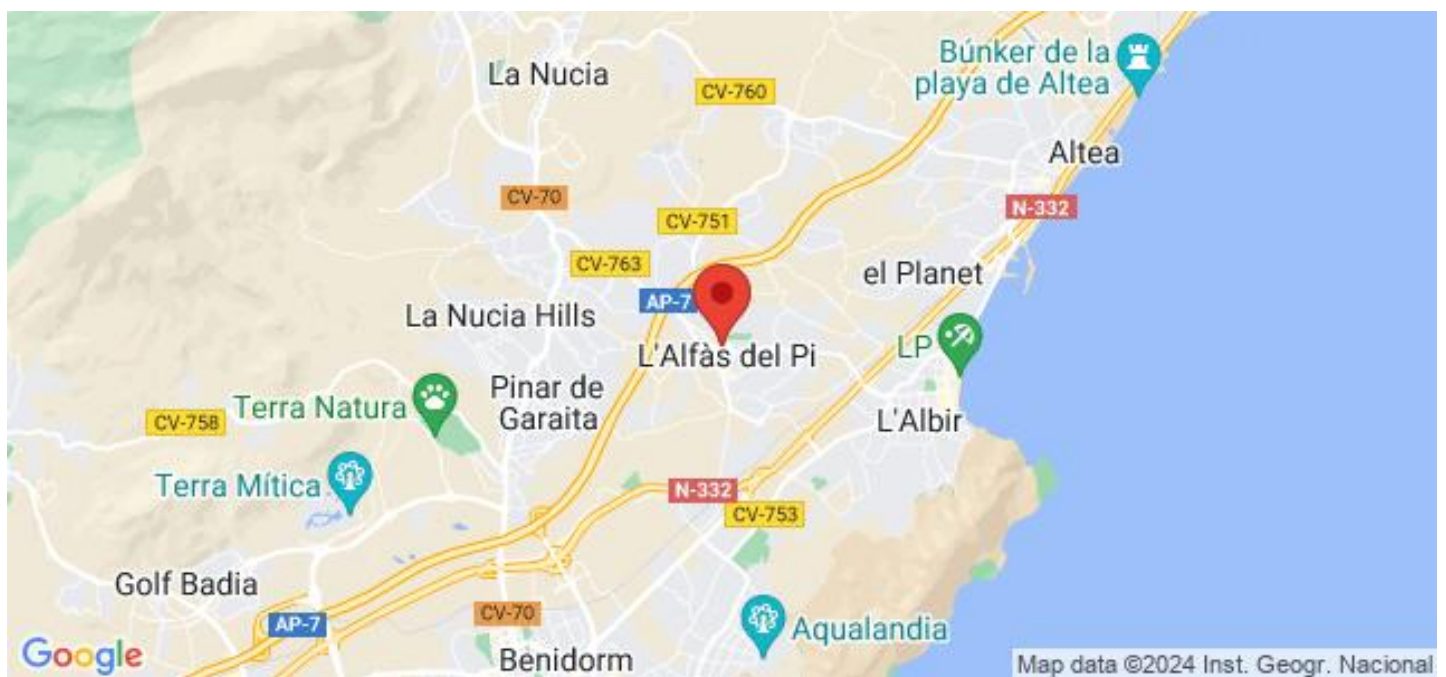 Búnker de la
playa de Altea
La Nucia
CV-760
Altea
CV-70
N-332
CV-751
CV-763
el Planet
AP-7
La Nucia Hills
L'Alfàs del Pi
LP
Pinar de
Garaita
Terra Natura
CV-758
L'Albir
Terra Mítica
N-332
CV-753
Golf Badia
CV-70
AP-7
Aqualandia
Benidorm
Google
Map data ©2024 Inst. Geogr. Nacional